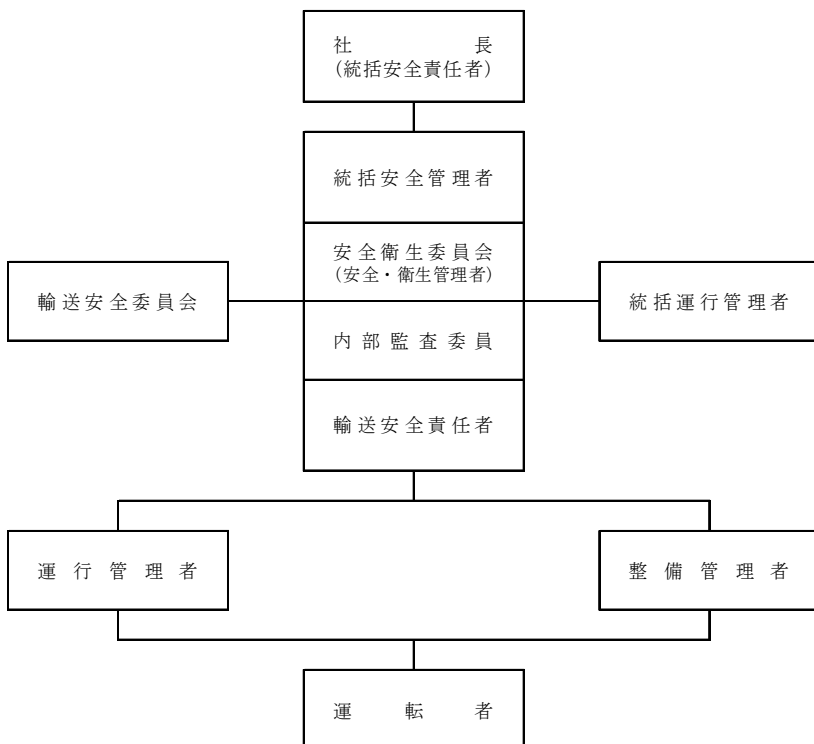 社長
(統括安全責任者)
統括安全管理者
安全衛生委員会
(安全・衛生管理者)
輸送安全委員会
統括運行管理者
内部監査委員
輸送安全責任者
運行管理者
整備管理者
運転者